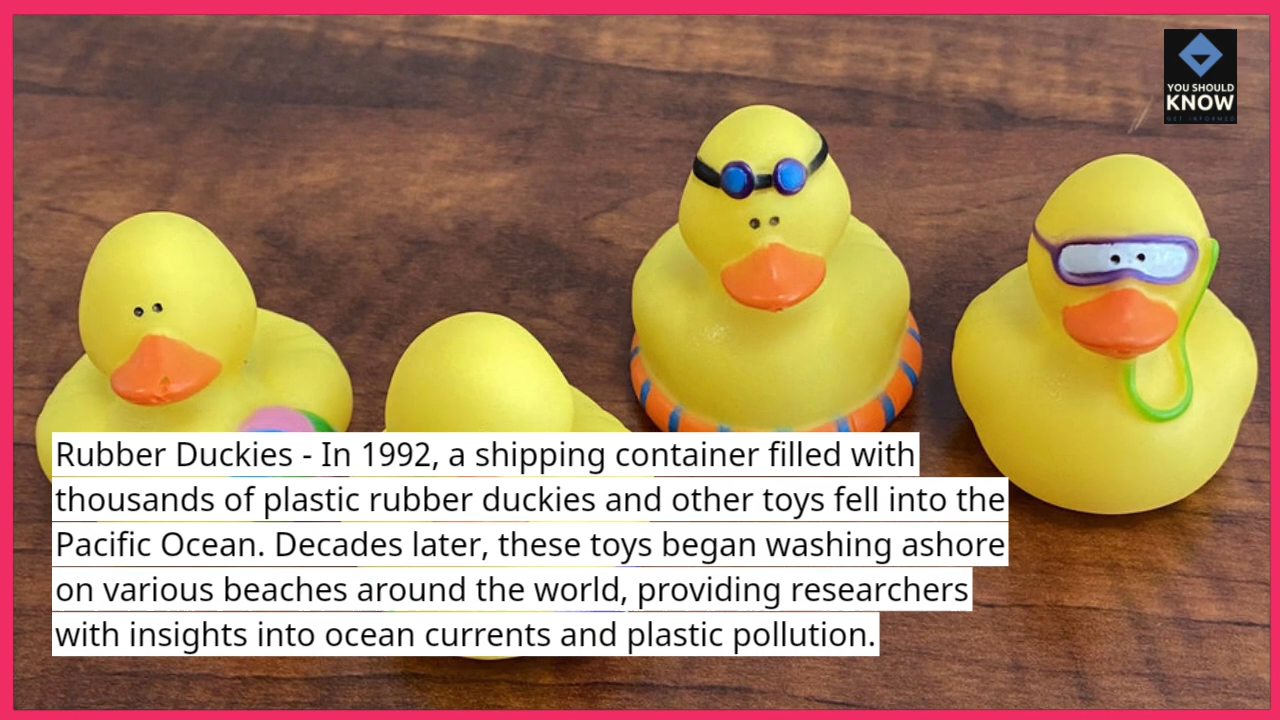 YOU SHOULD
KNOW
GET INFORMED
Rubber Duckies - In 1992, a shipping container filled with
thousands of plastic rubber duckies and other toys fell into the
Pacific Ocean. Decades later, these toys began washing ashore
on various beaches around the world, providing researchers
with insights into ocean currents and plastic pollution.